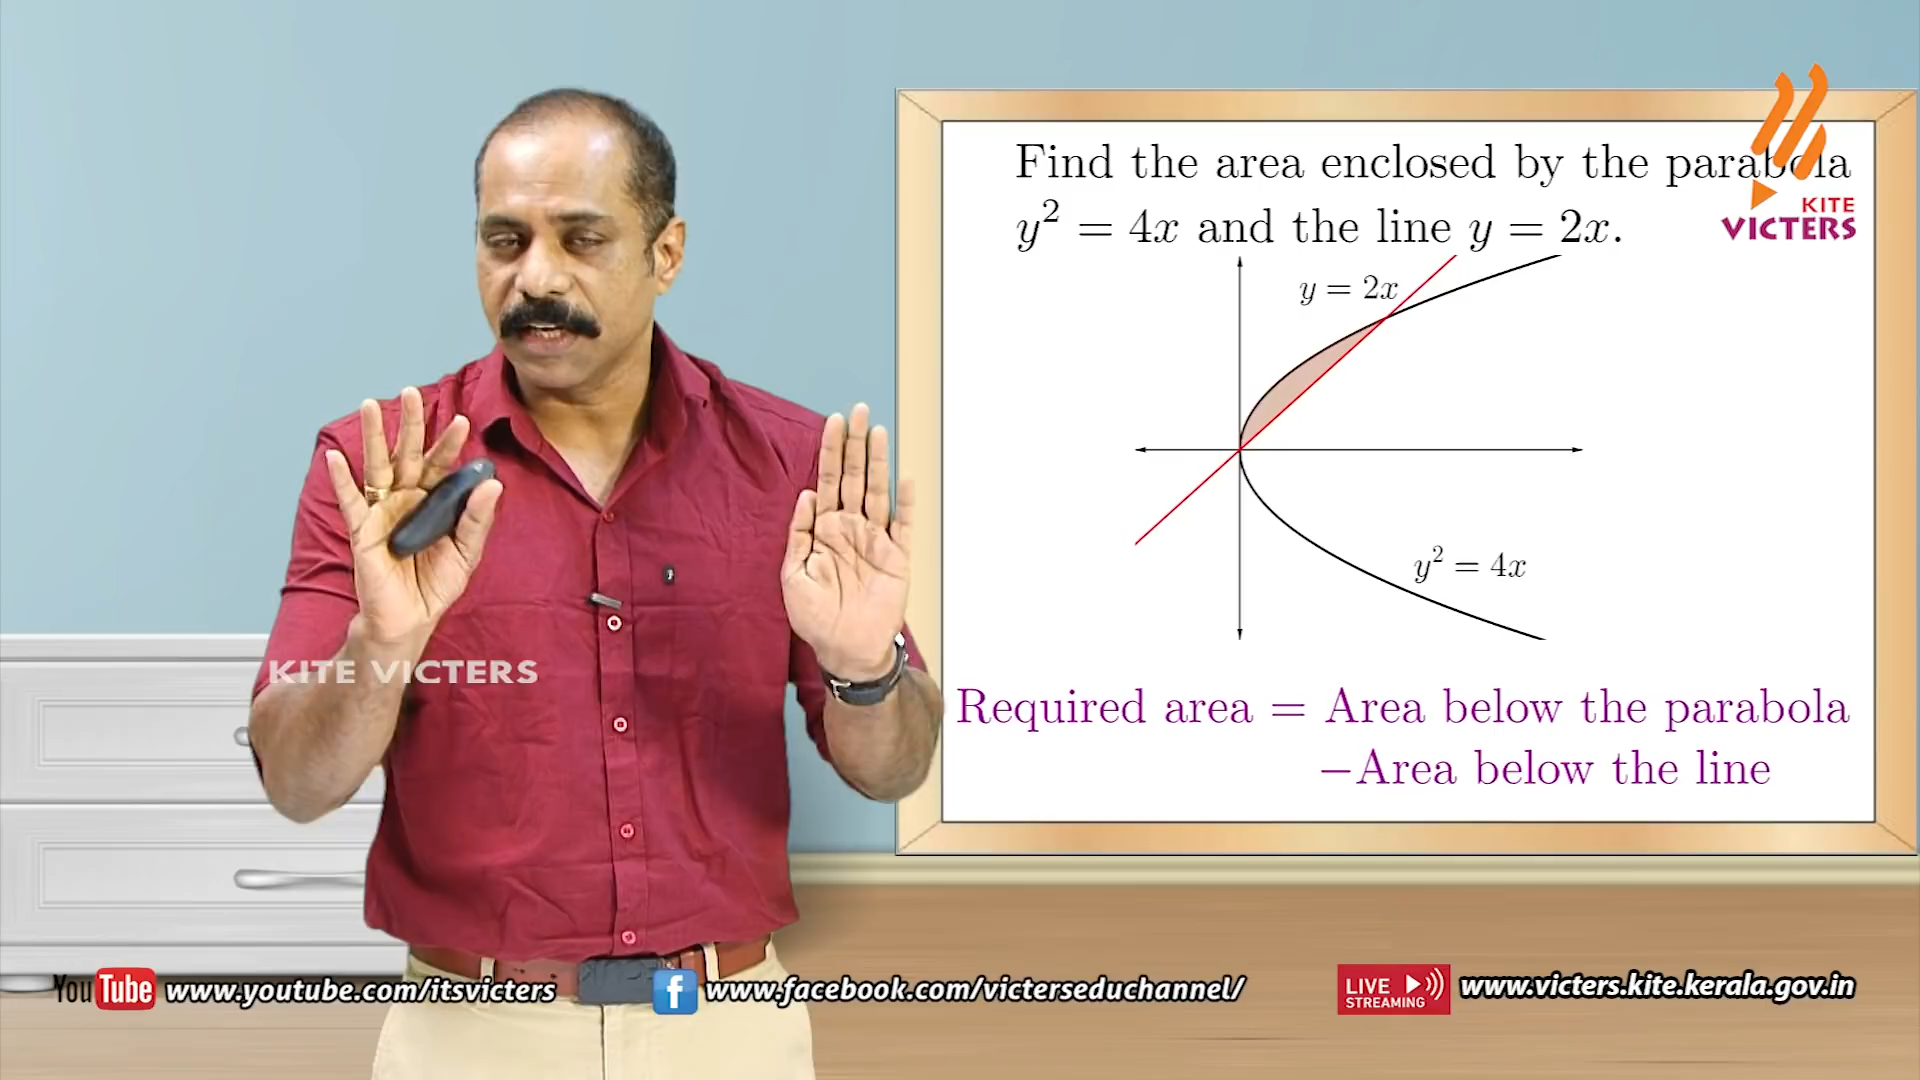 Find the area enclosed by the parabola
y² = 4x and the line y = 2x.
KITE
VICTERS
y = 2x
y² = 4x
KITE VICTERS
Required area = Area below the parabola
−Area below the line
YouTube www.youtube.com/itsvicters
f www.facebook.com/victerseduchannel/
LIVE STREAMING www.victers.kite.kerala.gov.in